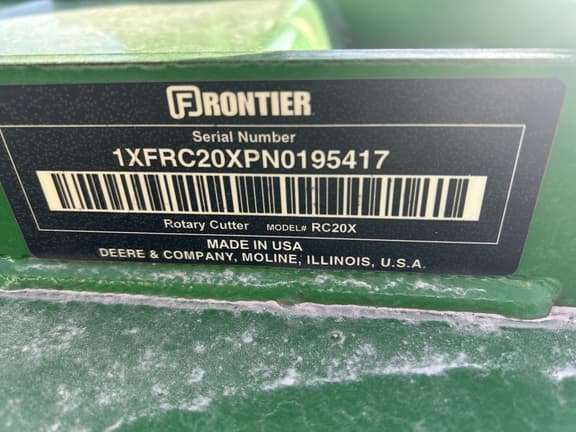 FRONTIER
Serial Number
1XFRC20XPN0195417
Rotary Cutter MODEL# RC20X
MADE IN USA
DEERE & COMPANY, MOLINE, ILLINOIS, U.S.A.